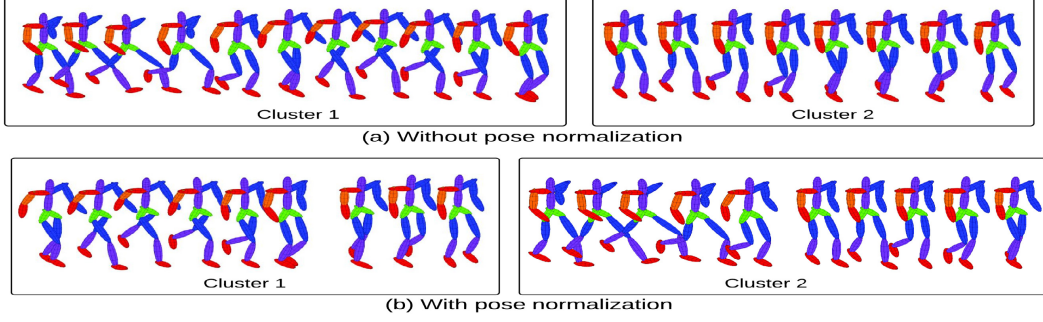 Cluster 1
Cluster 2
(a) Without pose normalization
Cluster 1
Cluster 2
(b) With pose normalization